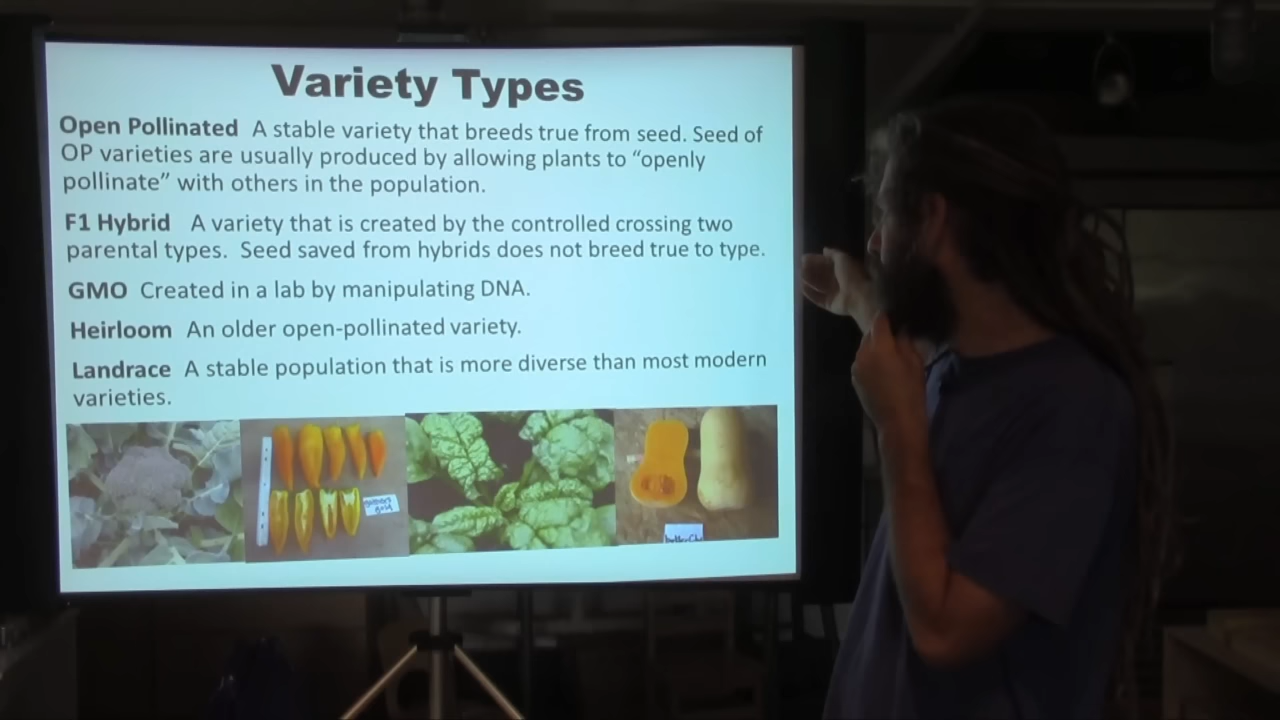 Variety Types
Open Pollinated A stable variety that breeds true from seed. Seed of
OP varieties are usually produced by allowing plants to “openly
pollinate” with others in the population.
F1 Hybrid A variety that is created by the controlled crossing two
parental types. Seed saved from hybrids does not breed true to type.
GMO Created in a lab by manipulating DNA.
Heirloom An older open-pollinated variety.
Landrace A stable population that is more diverse than most modern
varieties.
gold